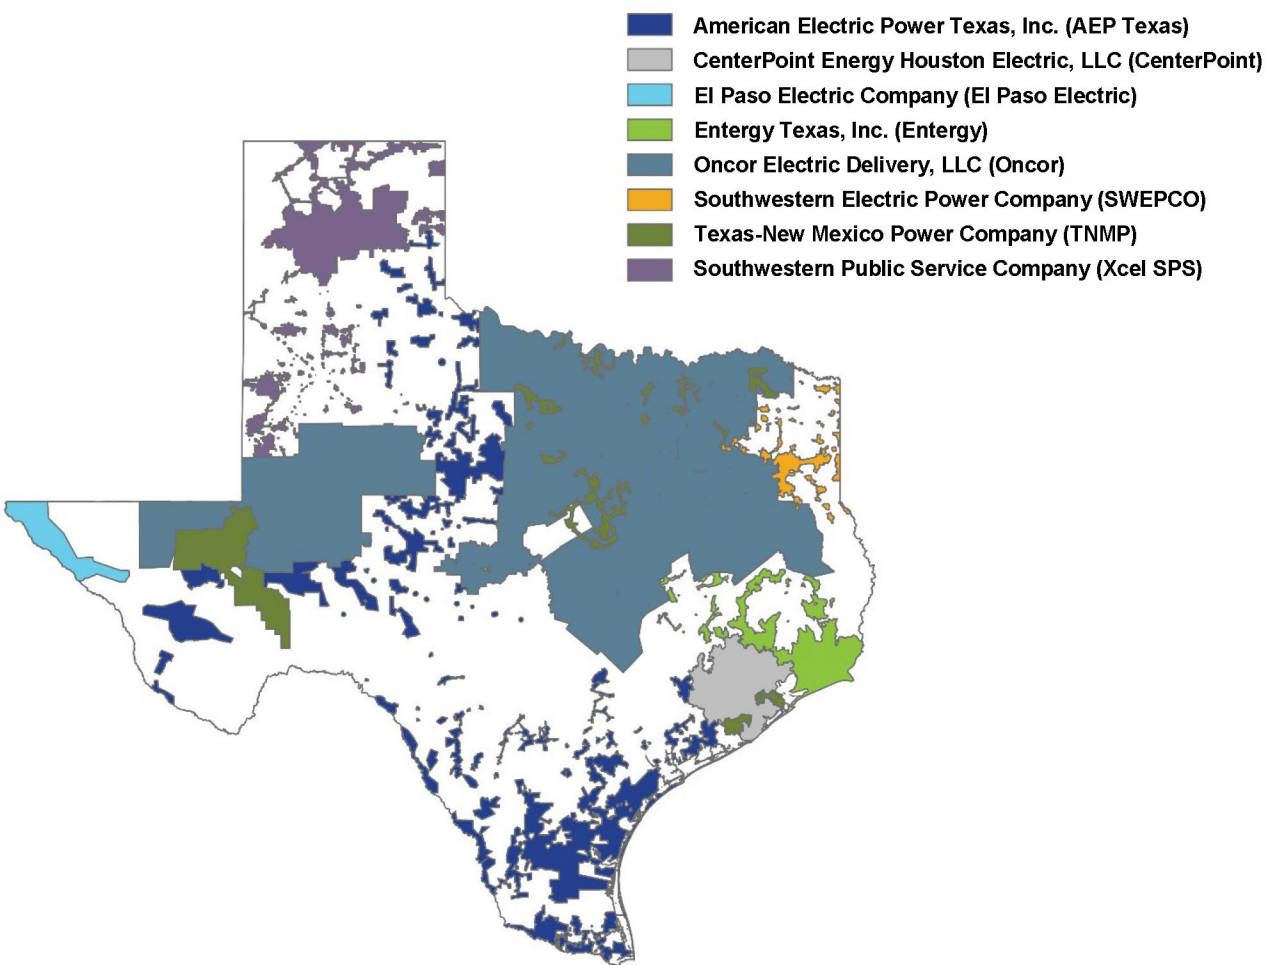 American Electric Power Texas, Inc. (AEP Texas)
CenterPoint Energy Houston Electric, LLC (CenterPoint)
El Paso Electric Company (El Paso Electric)
Entergy Texas, Inc. (Entergy)
Oncor Electric Delivery, LLC (Oncor)
Southwestern Electric Power Company (SWEPCO)
Texas-New Mexico Power Company (TNMP)
Southwestern Public Service Company (Xcel SPS)